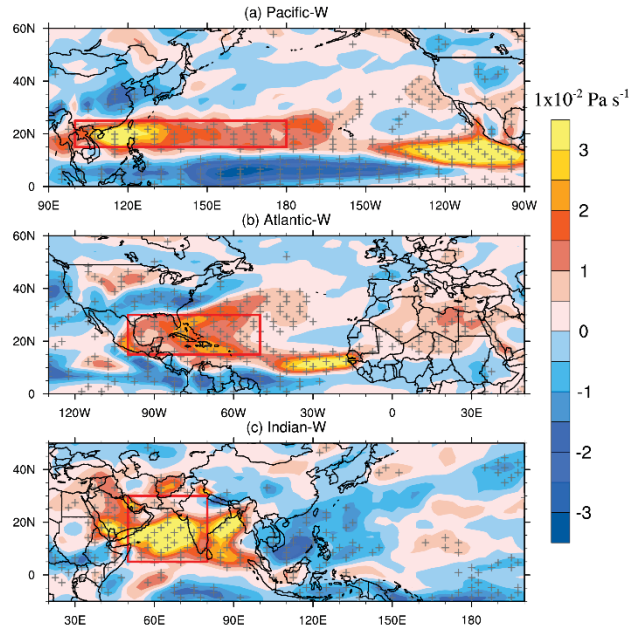 (a) Pacific-W
60N
40N
20N
0
90E 120E 150E 180 150W 120W 90W
(b) Atlantic-W
60N
40N
20N
0
120W 90W 60W 30W 0 30E
(c) Indian-W
40N
20N
0
30E 60E 90E 120E 150E 180
1x10⁻² Pa s⁻¹
3
2
1
0
-1
-2
-3